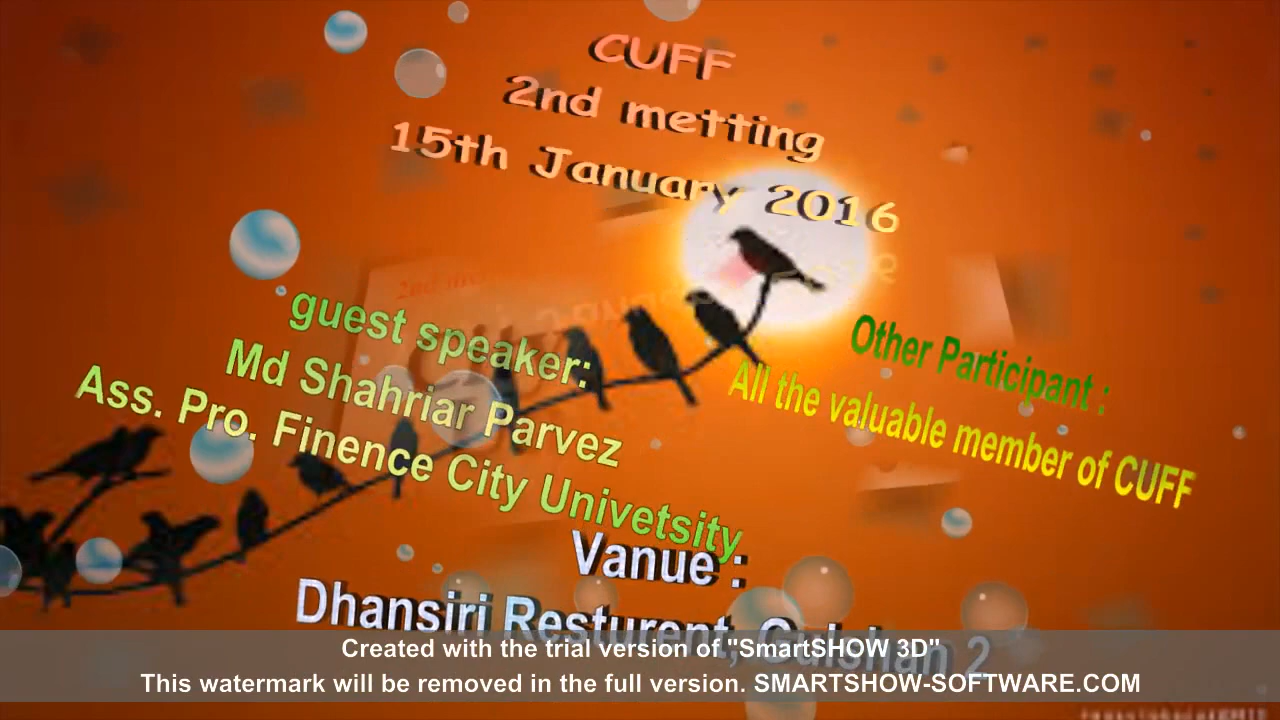 CUFF
2nd metting
15th January 2016
guest speaker:
Md Shahriar Parvez
Ass. Pro. Finence City Univetsity
Other Participant :
All the valuable member of CUFF
Vanue :
Dhansiri Resturent, Gulshan 2
Created with the trial version of "SmartSHOW 3D"
This watermark will be removed in the full version. SMARTSHOW-SOFTWARE.COM